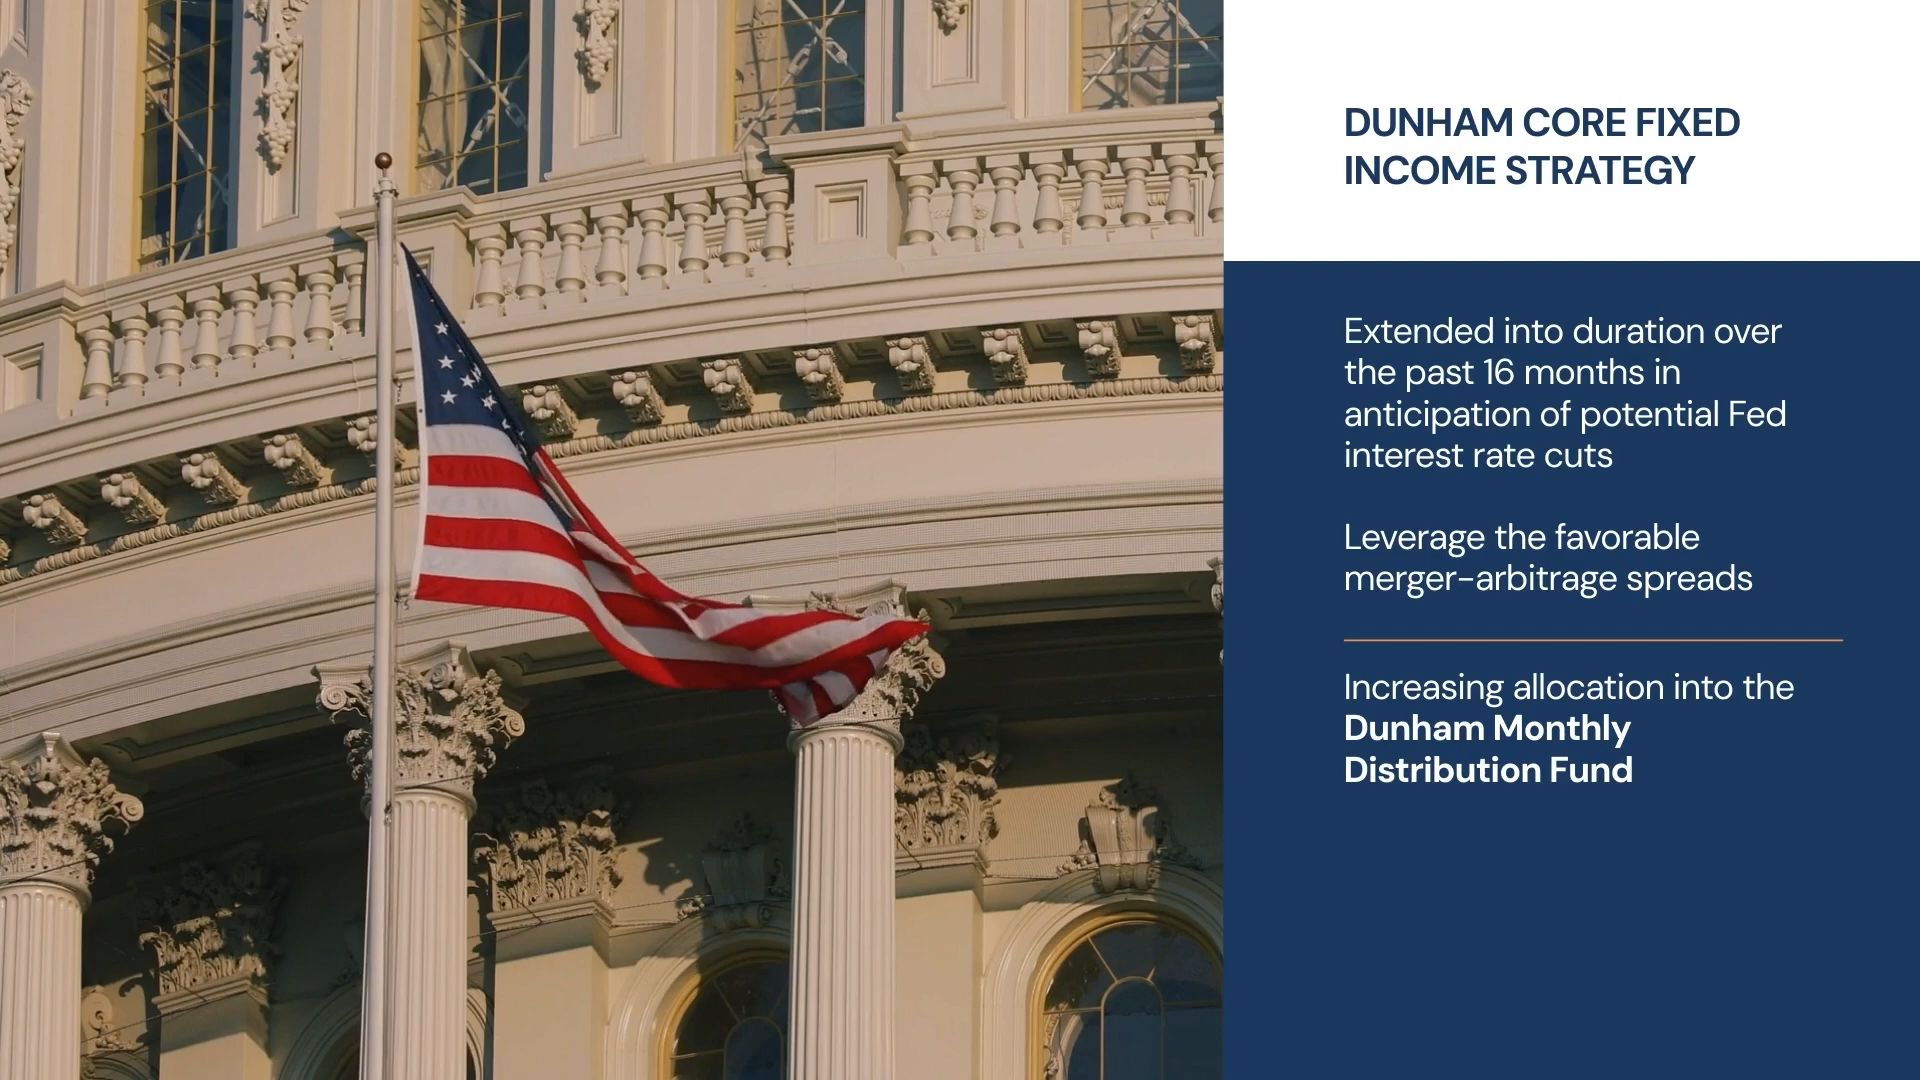 DUNHAM CORE FIXED
INCOME STRATEGY
Extended into duration over
the past 16 months in
anticipation of potential Fed
interest rate cuts
Leverage the favorable
merger-arbitrage spreads
Increasing allocation into the
Dunham Monthly
Distribution Fund